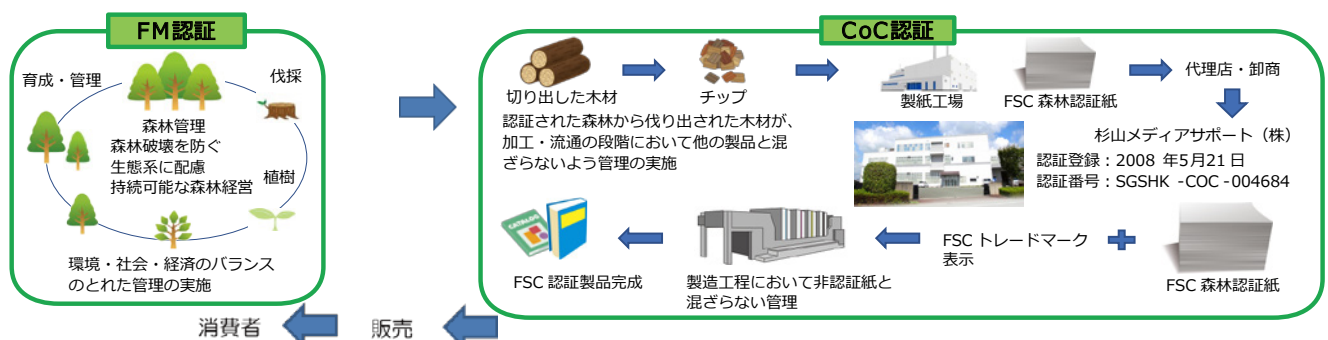 FM認証
育成・管理
伐採
森林管理
森林破壊を防ぐ
生態系に配慮
持続可能な森林経営
植樹
環境・社会・経済のバランス
のとれた管理の実施
CoC認証
切り出した木材
チップ
製紙工場
FSC 森林認証紙
代理店・卸商
認証された森林から伐り出された木材が、
加工・流通の段階において他の製品と混
ざらないよう管理の実施
杉山メディアサポート（株）
認証登録：2008 年5月21日
認証番号：SGSHK -COC -004684
FSC 森林認証紙
FSC トレードマーク
表示
製造工程において非認証紙と
混ざらない管理
CATALOG
FSC 認証製品完成
販売
消費者